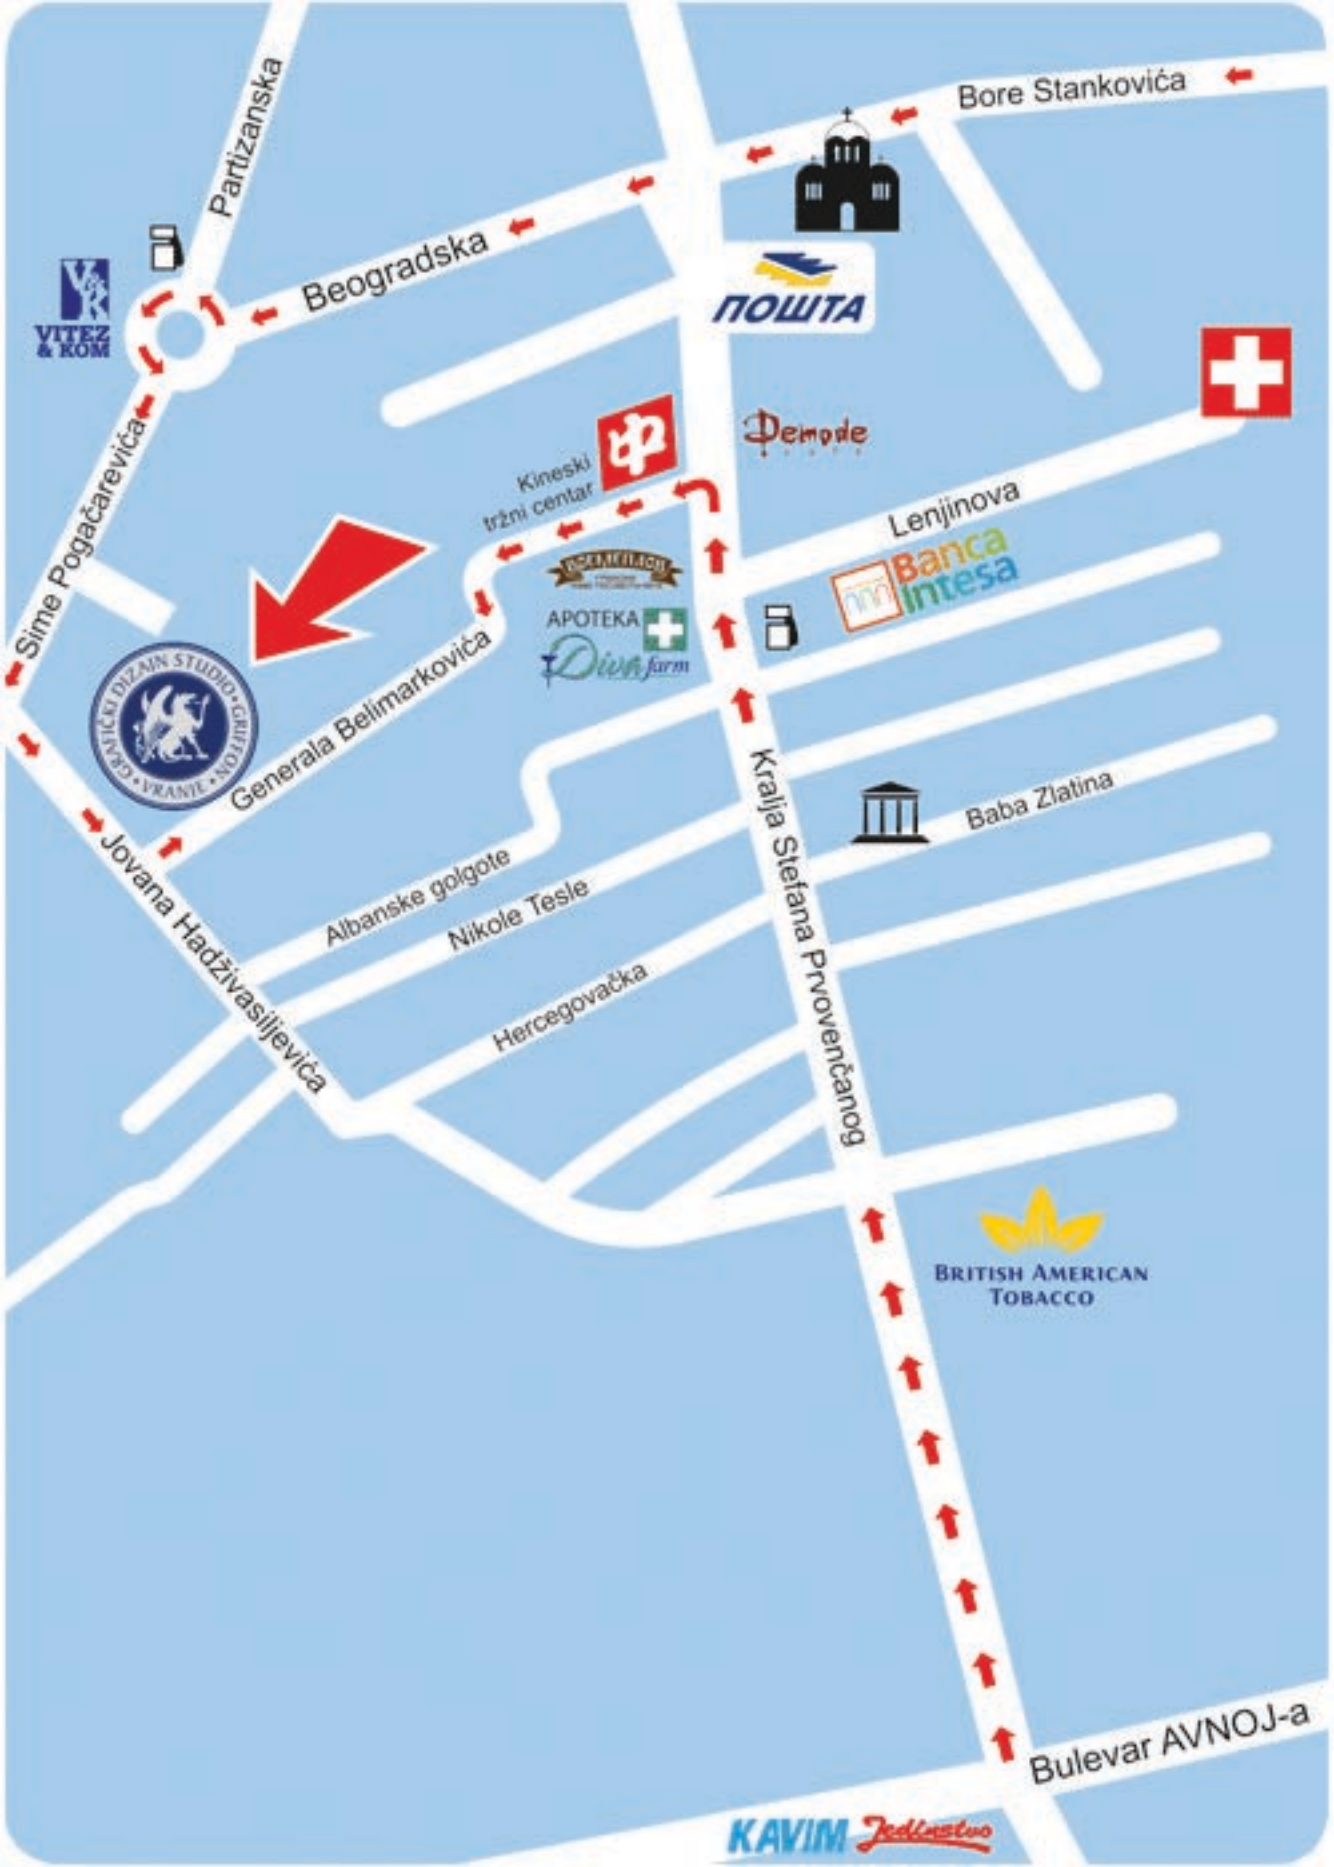 Bore Stankovića
Partizanska
Beogradska
ПОШТА
V&K
VITEZ
& KOM
Demode
Kineski
tržni centar
Lenjinova
Banca
Intesa
Sime Pogačarevića
APOTEKA
Diva farm
GRAFIČKI DIZAIN STUDIO • GRIFFON
• VRANJE •
Generala Belimarkovića
Kralja Stefana Prvovenčanog
Baba Zlatina
Jovana Hadživasiljevića
Albanske golgote
Nikole Tesle
Hercegovačka
BRITISH AMERICAN
TOBACCO
Bulevar AVNOJ-a
KAVIM Jedinstvo